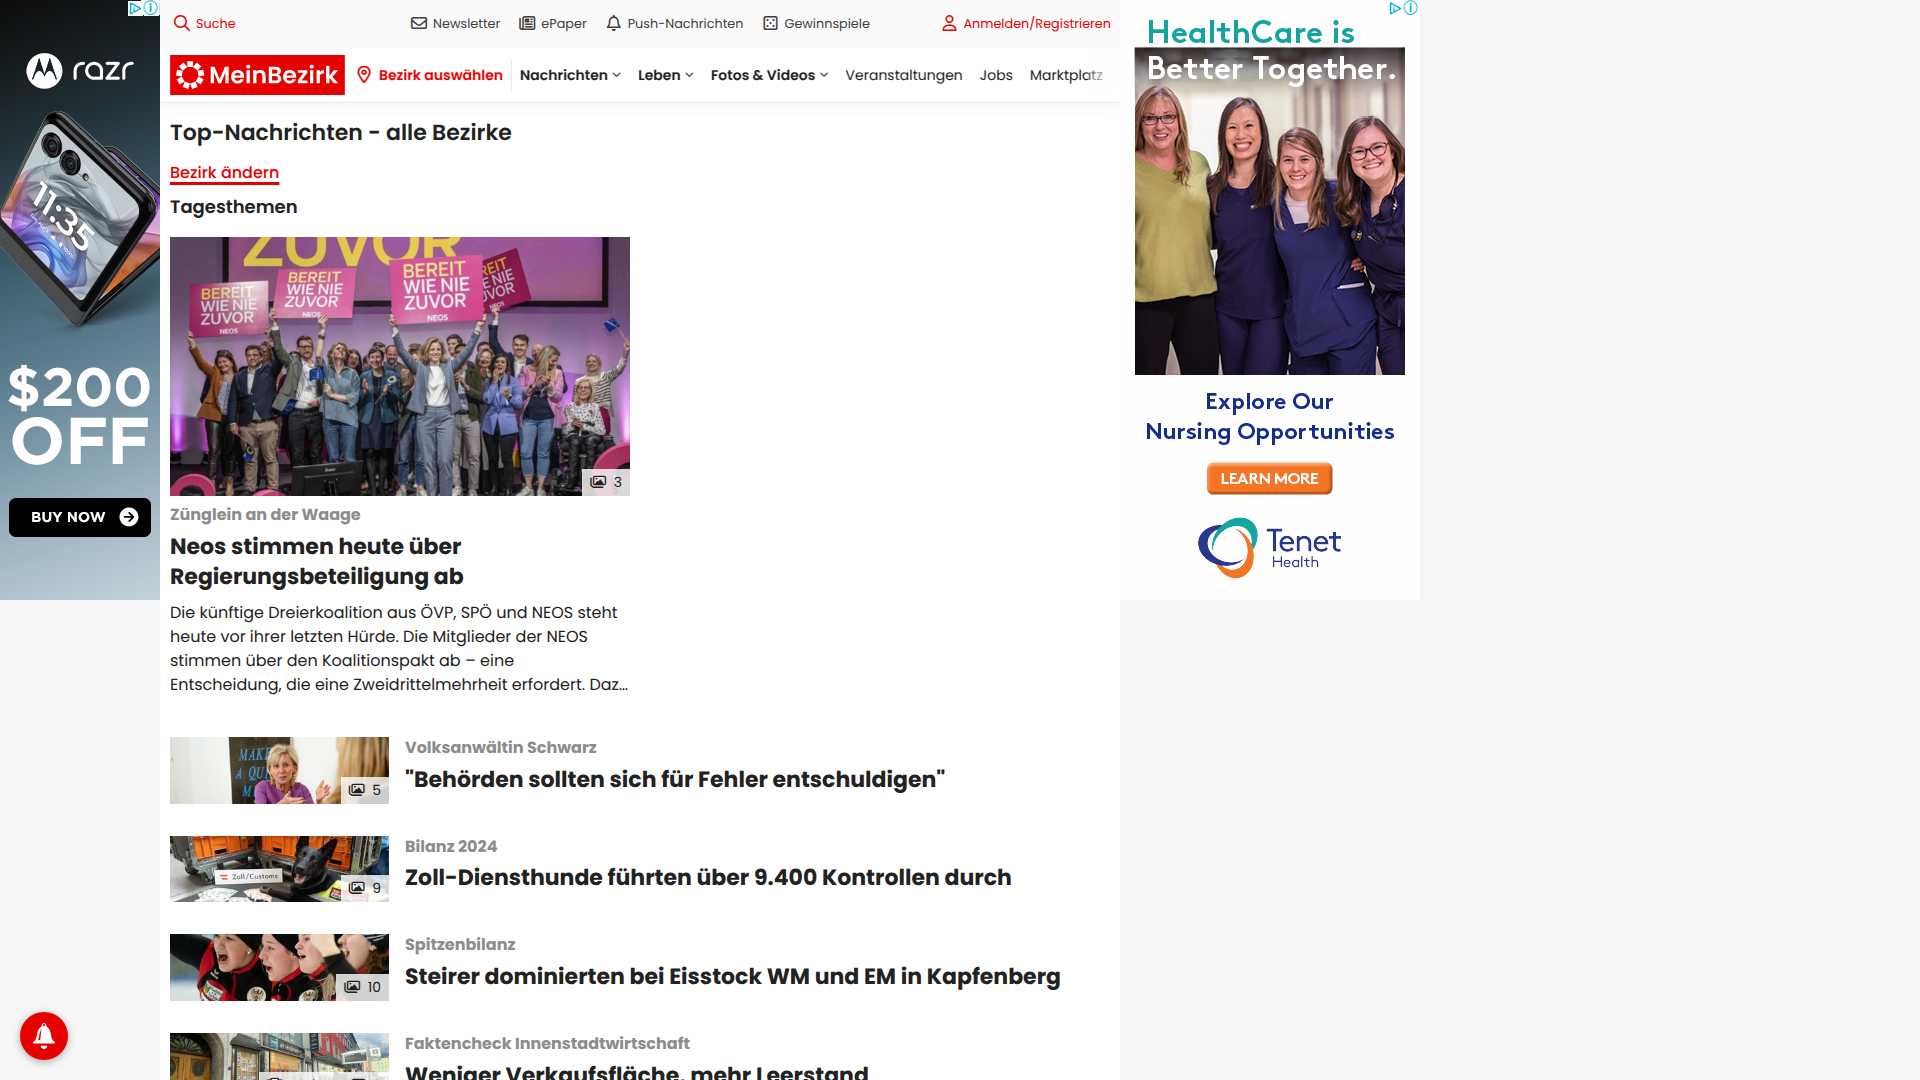 Suche
Newsletter
ePaper
Push-Nachrichten
Gewinnspiele
Anmelden/Registrieren
MeinBezirk
Bezirk auswählen
Nachrichten
Leben
Fotos & Videos
Veranstaltungen
Jobs
Marktplatz
razr
11:35
$200
OFF
BUY NOW
Top-Nachrichten - alle Bezirke
Bezirk ändern
Tagesthemen
ZUVOR
BEREIT
WIE NIE
ZUVOR
NEOS
BEREIT
WIE NIE
ZUVOR
NEOS
BEREIT
WIE NIE
ZUVOR
NEOS
3
Zünglein an der Waage
Neos stimmen heute über
Regierungsbeteiligung ab
Die künftige Dreierkoalition aus ÖVP, SPÖ und NEOS steht
heute vor ihrer letzten Hürde. Die Mitglieder der NEOS
stimmen über den Koalitionspakt ab – eine
Entscheidung, die eine Zweidrittelmehrheit erfordert. Daz...
5
Volksanwältin Schwarz
"Behörden sollten sich für Fehler entschuldigen"
Zoll/Customs
9
Bilanz 2024
Zoll-Diensthunde führten über 9.400 Kontrollen durch
10
Spitzenbilanz
Steirer dominierten bei Eisstock WM und EM in Kapfenberg
Faktencheck Innenstadtwirtschaft
Weniger Verkaufsfläche, mehr Leerstand
HealthCare is
Better Together.
Explore Our
Nursing Opportunities
LEARN MORE
Tenet
Health